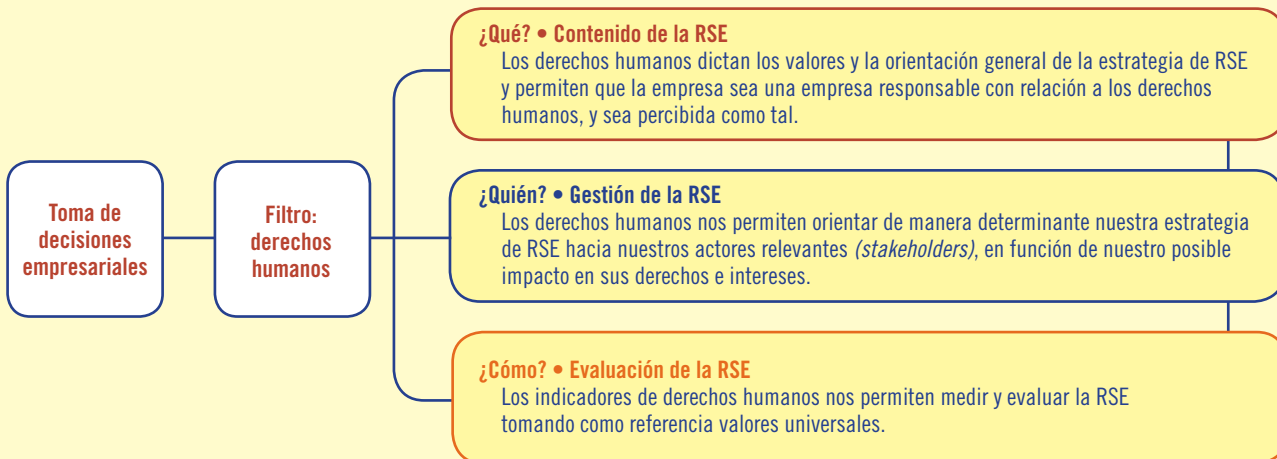 Toma de
decisiones
empresariales
Filtro:
derechos
humanos
¿Qué? • Contenido de la RSE
Los derechos humanos dictan los valores y la orientación general de la estrategia de RSE
y permiten que la empresa sea una empresa responsable con relación a los derechos
humanos, y sea percibida como tal.
¿Quién? • Gestión de la RSE
Los derechos humanos nos permiten orientar de manera determinante nuestra estrategia
de RSE hacia nuestros actores relevantes (stakeholders), en función de nuestro posible
impacto en sus derechos e intereses.
¿Cómo? • Evaluación de la RSE
Los indicadores de derechos humanos nos permiten medir y evaluar la RSE
tomando como referencia valores universales.